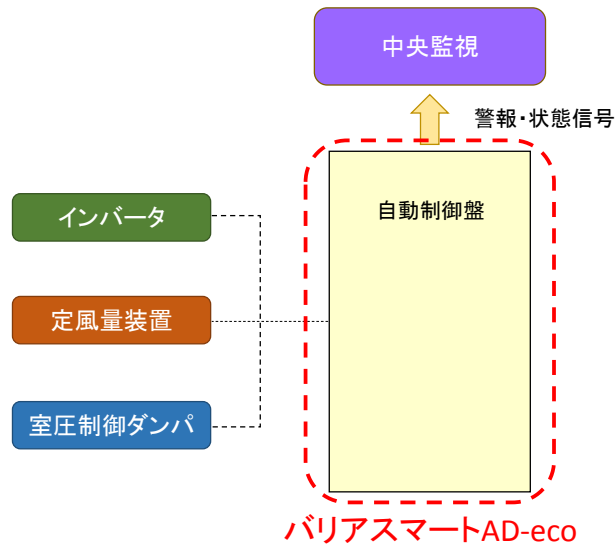 中央監視
警報・状態信号
自動制御盤
インバータ
定風量装置
室圧制御ダンパ
バリアスマートAD-eco